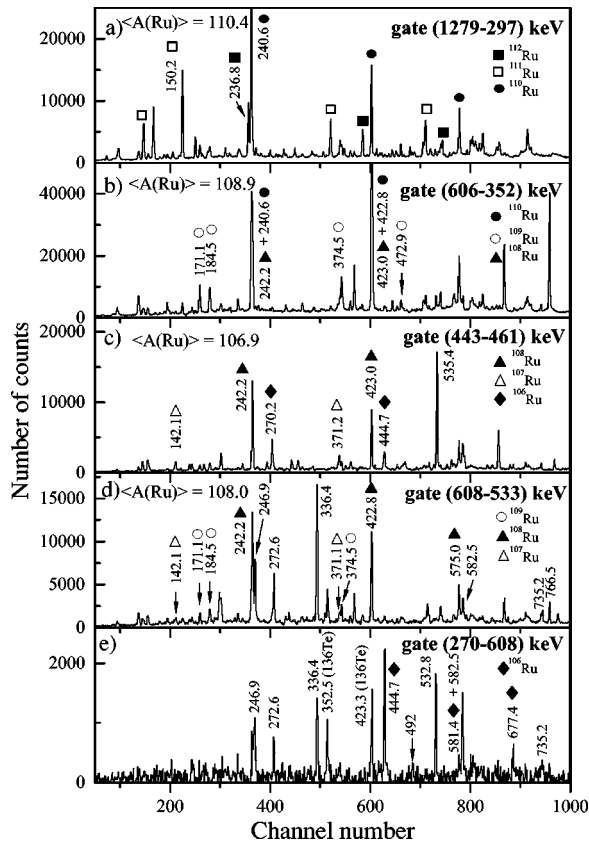 Number of counts
a) <A(Ru)> = 110.4
gate (1279-297) keV
150.2
236.8
240.6
112Ru
111Ru
110Ru
20000
10000
0
b) <A(Ru)> = 108.9
gate (606-352) keV
171.1
184.5
242.2 + 240.6
374.5
423.0 + 422.8
472.9
110Ru
109Ru
108Ru
40000
20000
0
c) <A(Ru)> = 106.9
gate (443-461) keV
142.1
242.2
270.2
371.2
423.0
444.7
535.4
108Ru
107Ru
106Ru
20000
10000
0
d) <A(Ru)> = 108.0
gate (608-533) keV
142.1
171.1
184.5
242.2
246.9
272.6
336.4
371.1
374.5
422.8
575.0
582.5
735.2
766.5
109Ru
108Ru
107Ru
15000
10000
5000
0
e)
gate (270-608) keV
246.9
272.6
336.4
352.5 (136Te)
423.3 (136Te)
444.7
492
532.8
581.4 + 582.5
677.4
735.2
106Ru
2000
0
200 400 600 800 1000
Channel number